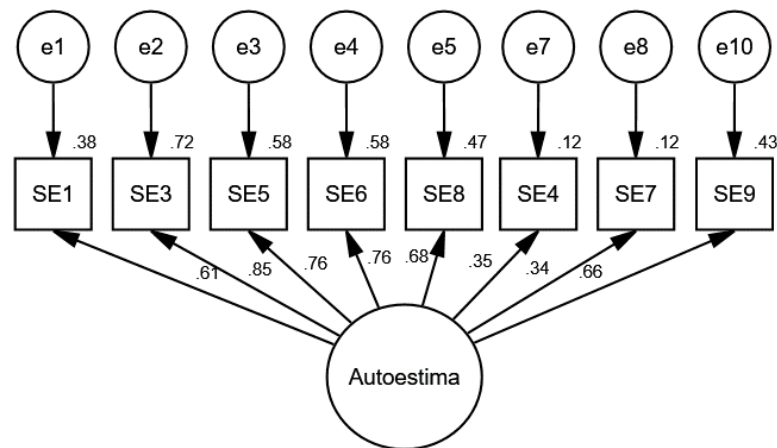 e1 e2 e3 e4 e5 e7 e8 e10
.38 .72 .58 .58 .47 .12 .12 .43
SE1 SE3 SE5 SE6 SE8 SE4 SE7 SE9
.61 .85 .76 .76 .68 .35 .34 .66
Autoestima